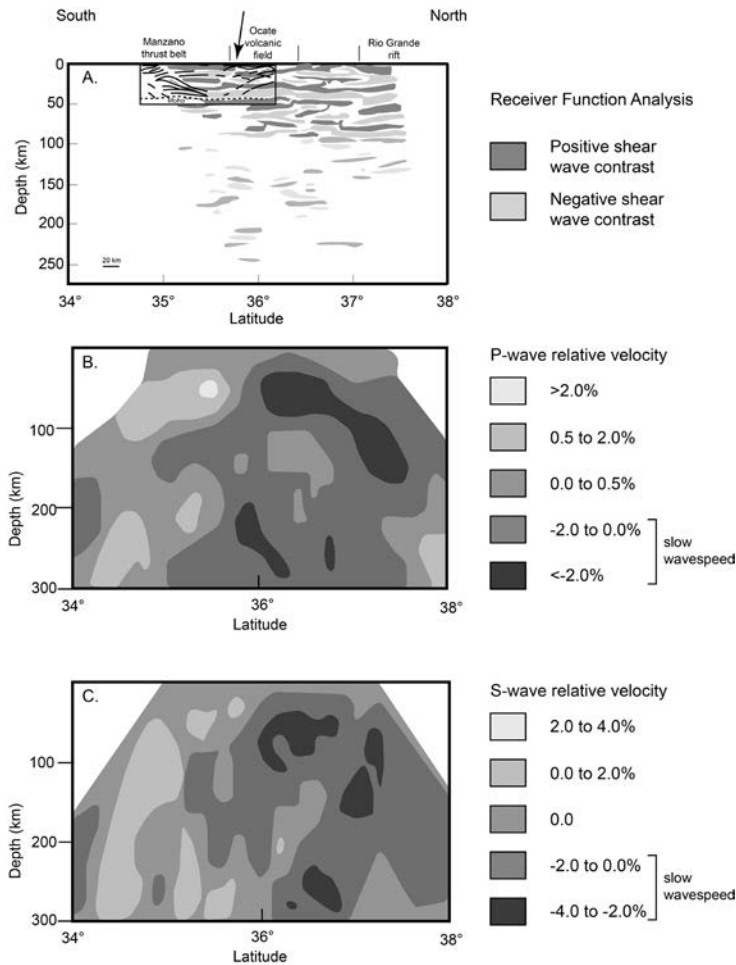 South
North
Manzano
thrust belt
Ocate
volcanic
field
Rio Grande
rift
A.
Moho
0
50
100
150
200
250
Depth (km)
20 km
34°
35°
36°
37°
38°
Latitude
Receiver Function Analysis
Positive shear
wave contrast
Negative shear
wave contrast
B.
100
200
300
Depth (km)
34°
36°
38°
Latitude
P-wave relative velocity
>2.0%
0.5 to 2.0%
0.0 to 0.5%
-2.0 to 0.0%
<-2.0%
slow
wavespeed
C.
100
200
300
Depth (km)
34°
36°
38°
Latitude
S-wave relative velocity
2.0 to 4.0%
0.0 to 2.0%
0.0
-2.0 to 0.0%
-4.0 to -2.0%
slow
wavespeed